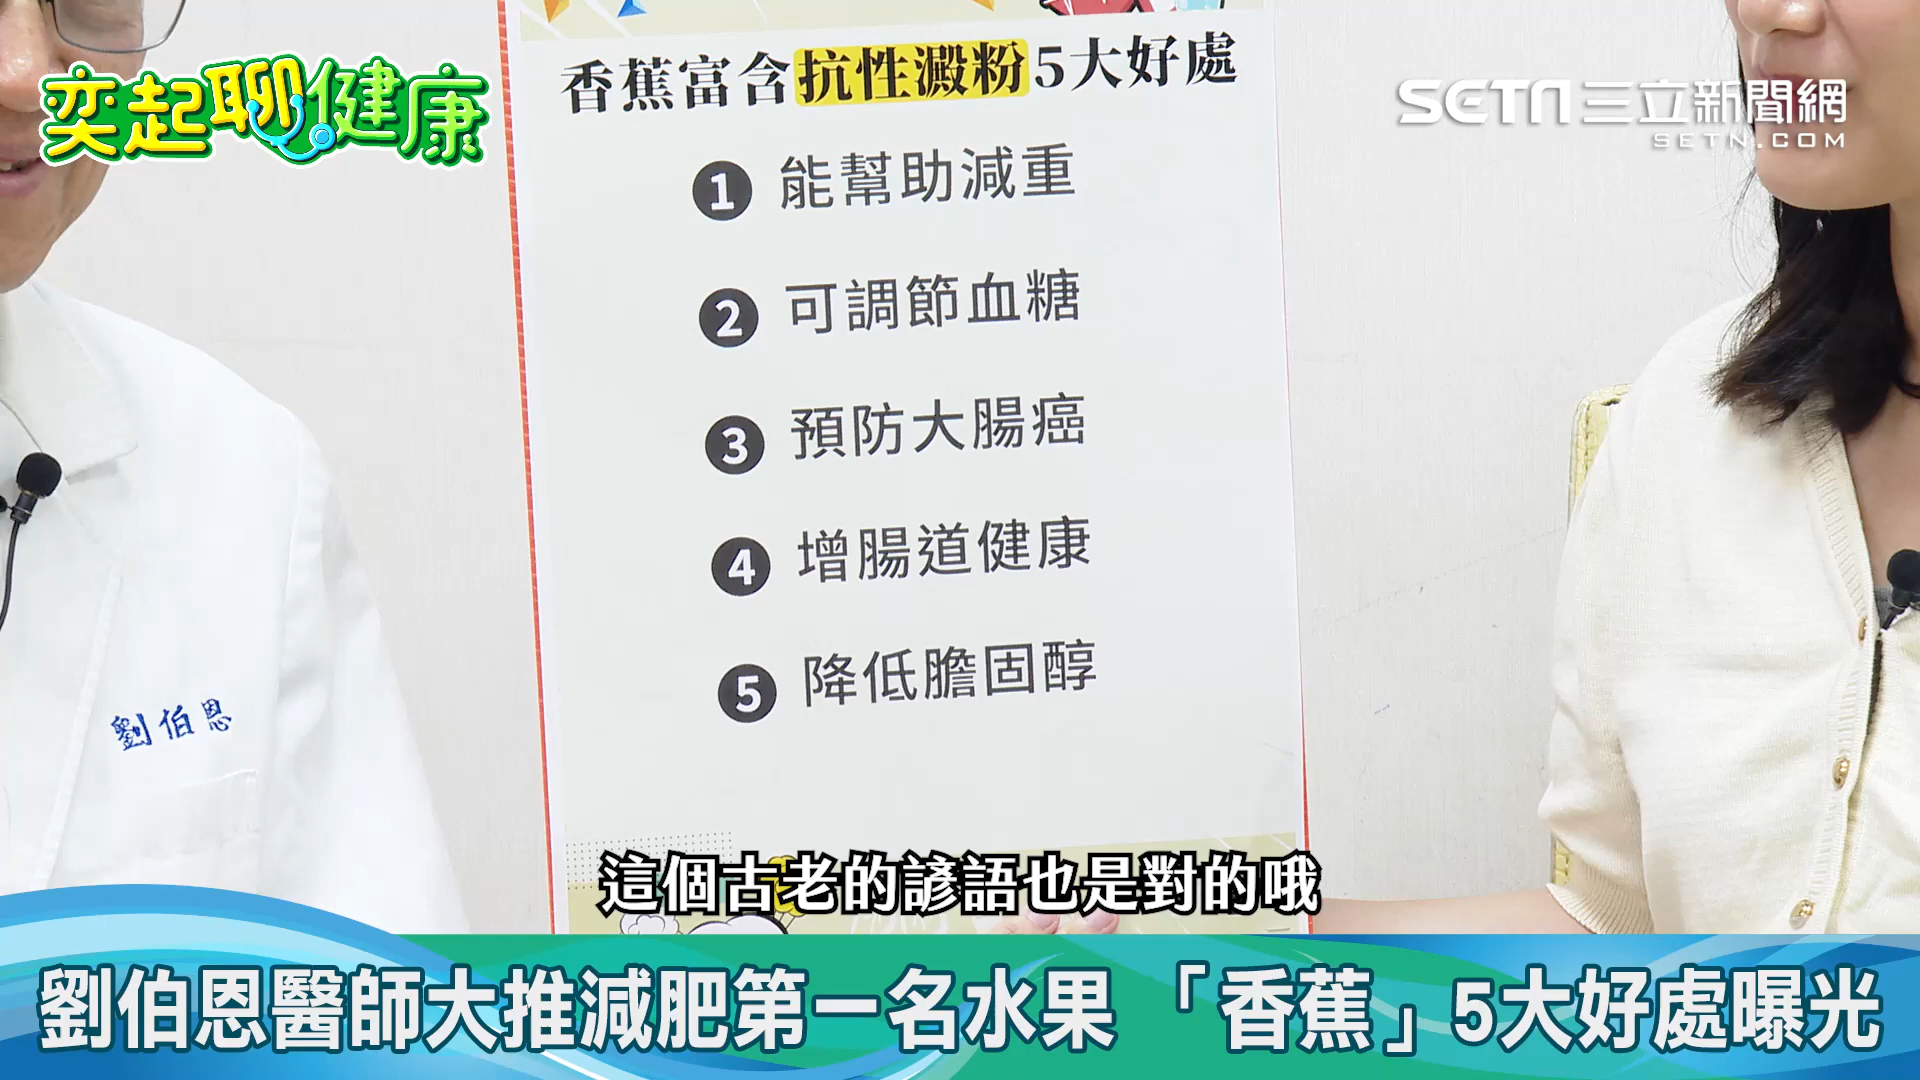 奕起聊健康
SETN三立新聞網
SETN.COM
香蕉富含抗性澱粉5大好處
1 能幫助減重
2 可調節血糖
3 預防大腸癌
4 增腸道健康
5 降低膽固醇
劉伯恩
這個古老的諺語也是對的哦
劉伯恩醫師大推減肥第一名水果 「香蕉」5大好處曝光